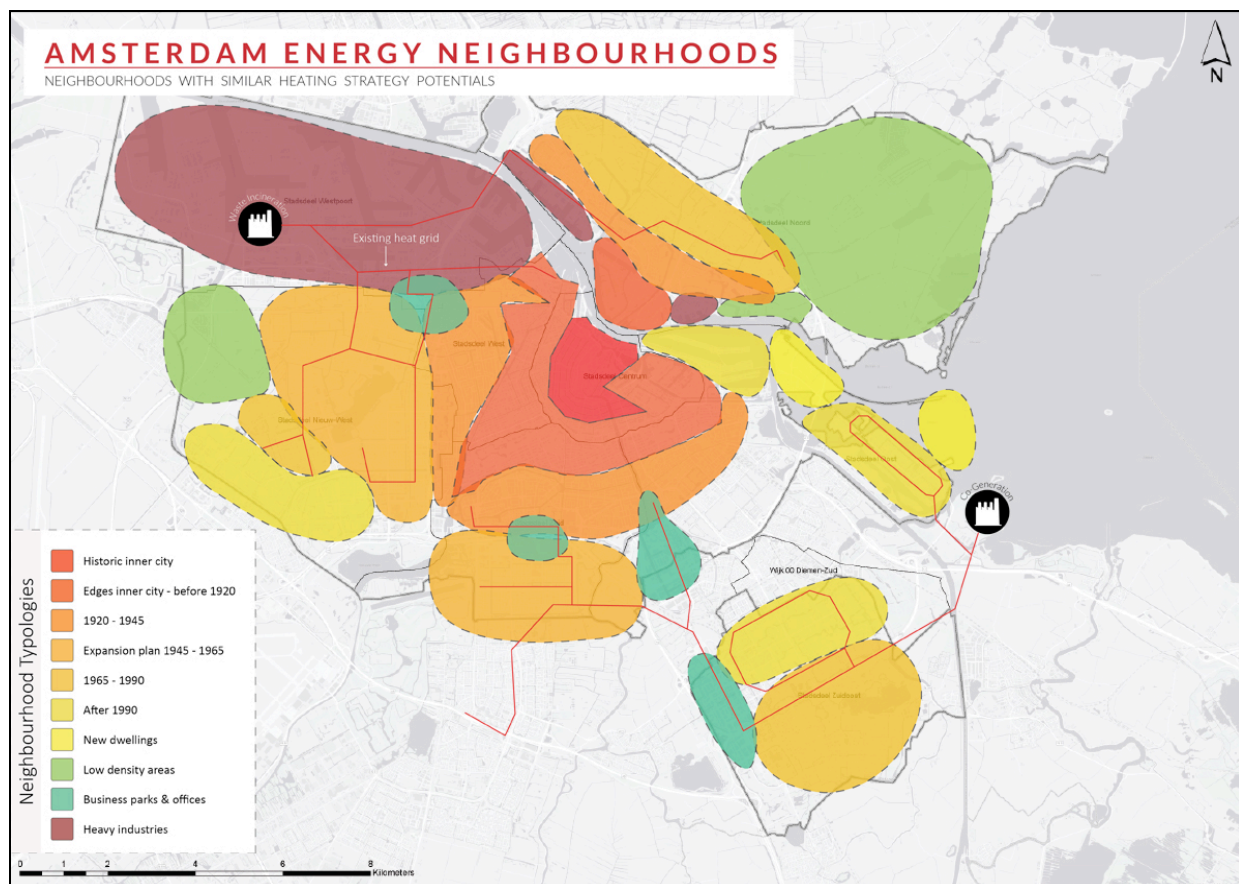 AMSTERDAM ENERGY NEIGHBOURHOODS
NEIGHBOURHOODS WITH SIMILAR HEATING STRATEGY POTENTIALS
N
Waste Incineration
Stadsdeel Westpoort
Existing heat grid
Stadsdeel Noord
Stadsdeel West
Stadsdeel Centrum
Stadsdeel Nieuw-West
Stadsdeel Oost
Co-Generation
Wijk 00 Diemen-Zuid
Stadsdeel Zuidoost
Neighbourhood Typologies
Historic inner city
Edges inner city - before 1920
1920 - 1945
Expansion plan 1945 - 1965
1965 - 1990
After 1990
New dwellings
Low density areas
Business parks & offices
Heavy industries
0 1 2 4 6 8
Kilometers